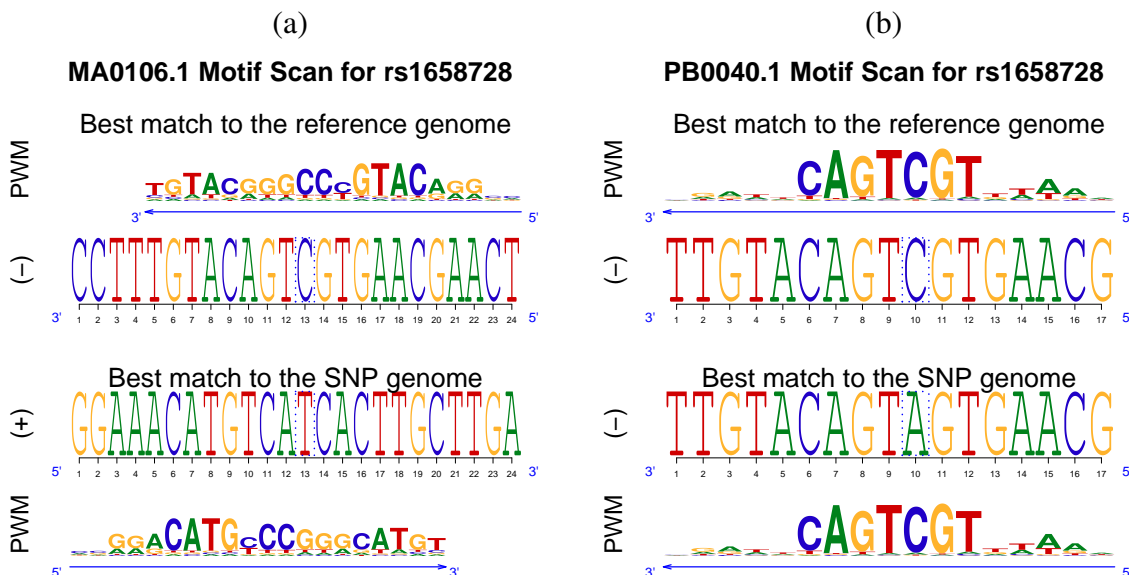 (a)
MA0106.1 Motif Scan for rs1658728
Best match to the reference genome
PWM
TGTACGGGCCCGTACAGG
3' 5'
(-)
CCTTTGTACAGTCGTGAACGAACT
1 2 3 4 5 6 7 8 9 10 11 12 13 14 15 16 17 18 19 20 21 22 23 24
3' 5'
Best match to the SNP genome
(+)
GGAAACATGTCATCACTTGCTTGA
1 2 3 4 5 6 7 8 9 10 11 12 13 14 15 16 17 18 19 20 21 22 23 24
5' 3'
PWM
GGACATGCCCGGGCATGT
5' 3'
(b)
PB0040.1 Motif Scan for rs1658728
Best match to the reference genome
PWM
CAGTCGT
3' 5'
(-)
TTGTACAGTCGTGAACG
1 2 3 4 5 6 7 8 9 10 11 12 13 14 15 16 17
3' 5'
Best match to the SNP genome
(-)
TTGTACAGTAGTGAACG
1 2 3 4 5 6 7 8 9 10 11 12 13 14 15 16 17
3' 5'
PWM
CAGTCGT
3' 5'